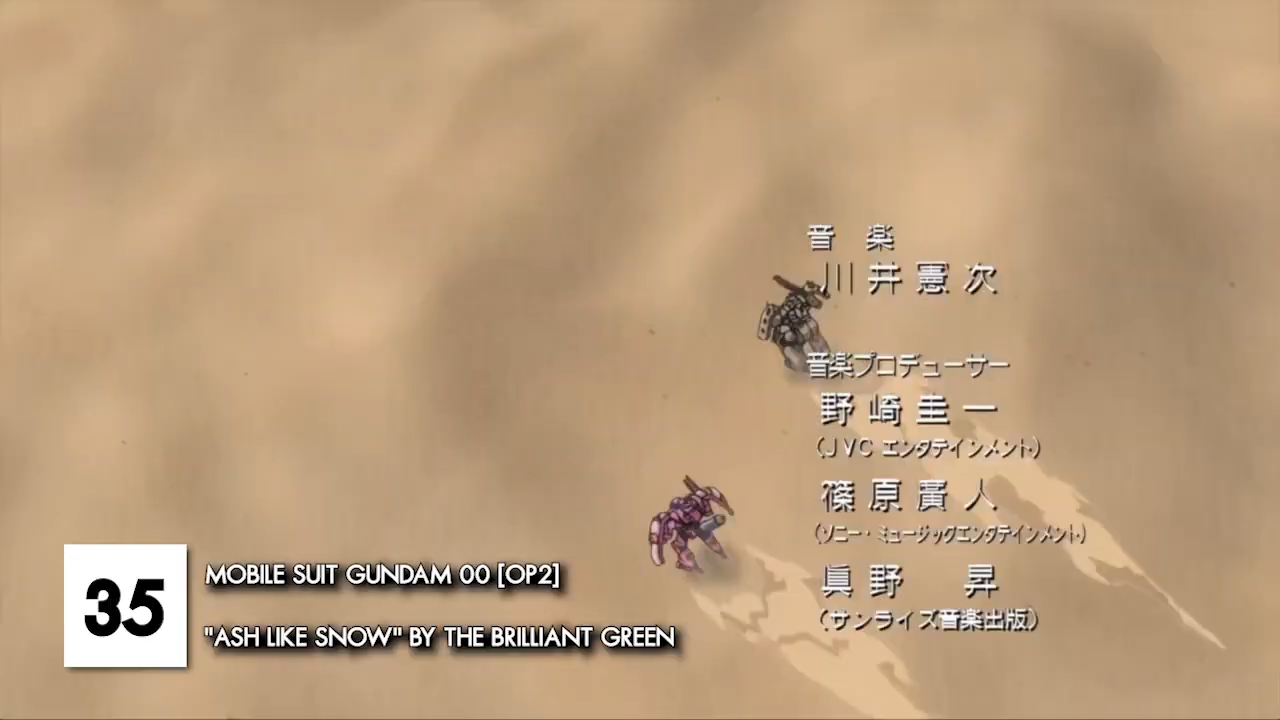 音楽
川井憲次
音楽プロデューサー
野崎圭一
(JVC エンタテインメント)
篠原廣人
(ソニー・ミュージックエンタテインメント)
眞野 昇
(サンライズ音楽出版)
35
MOBILE SUIT GUNDAM 00 [OP2]
"ASH LIKE SNOW" BY THE BRILLIANT GREEN